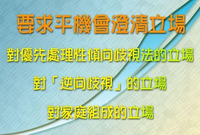 要求平機會澄清立場
對優先處理性傾向歧視法的立場
對「逆向歧視」的立場
對家庭組成的立場